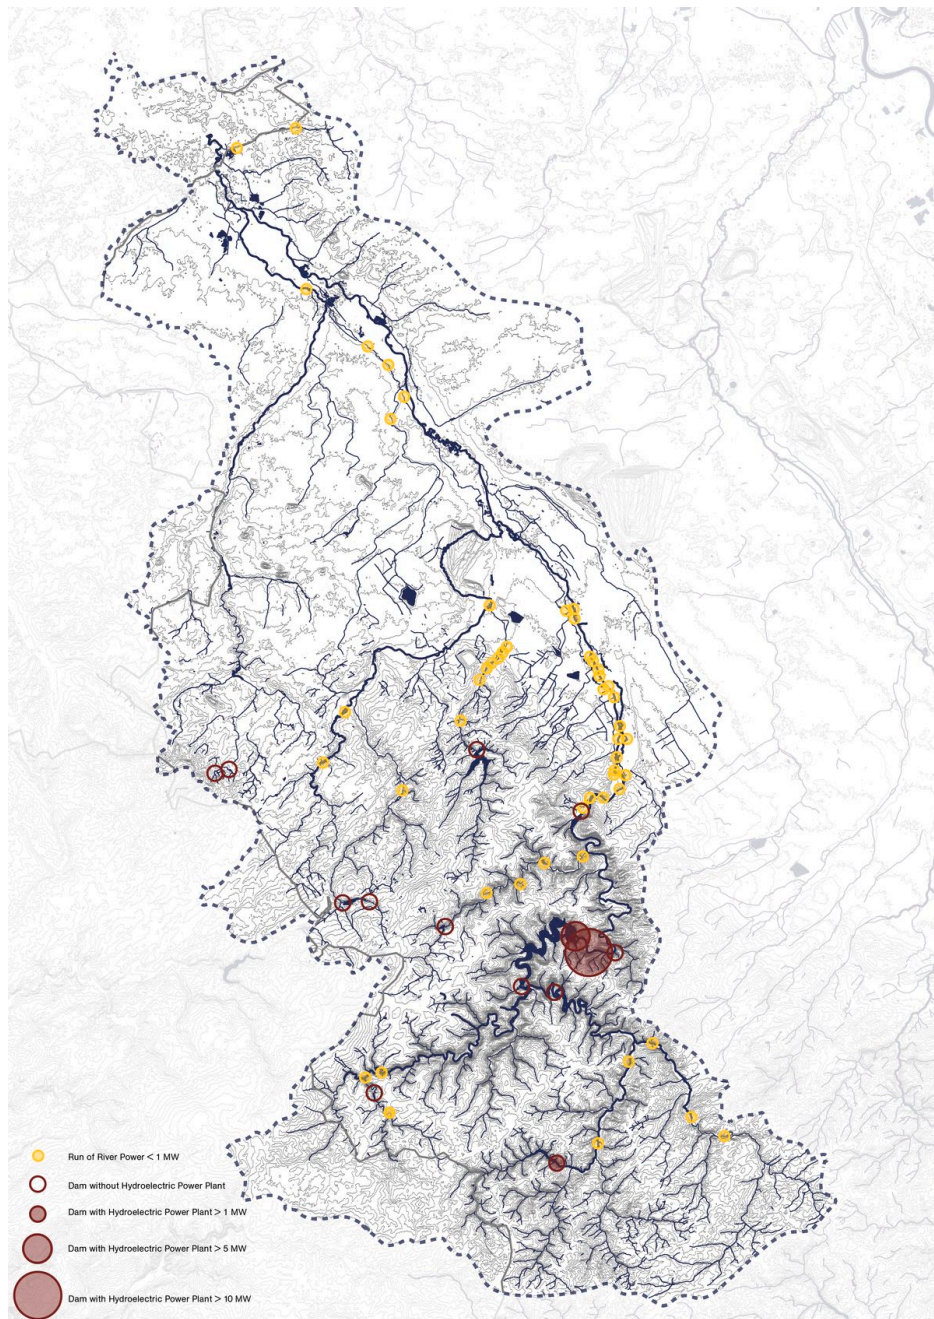 Run of River Power < 1 MW
Dam without Hydroelectric Power Plant
Dam with Hydroelectric Power Plant > 1 MW
Dam with Hydroelectric Power Plant > 5 MW
Dam with Hydroelectric Power Plant > 10 MW